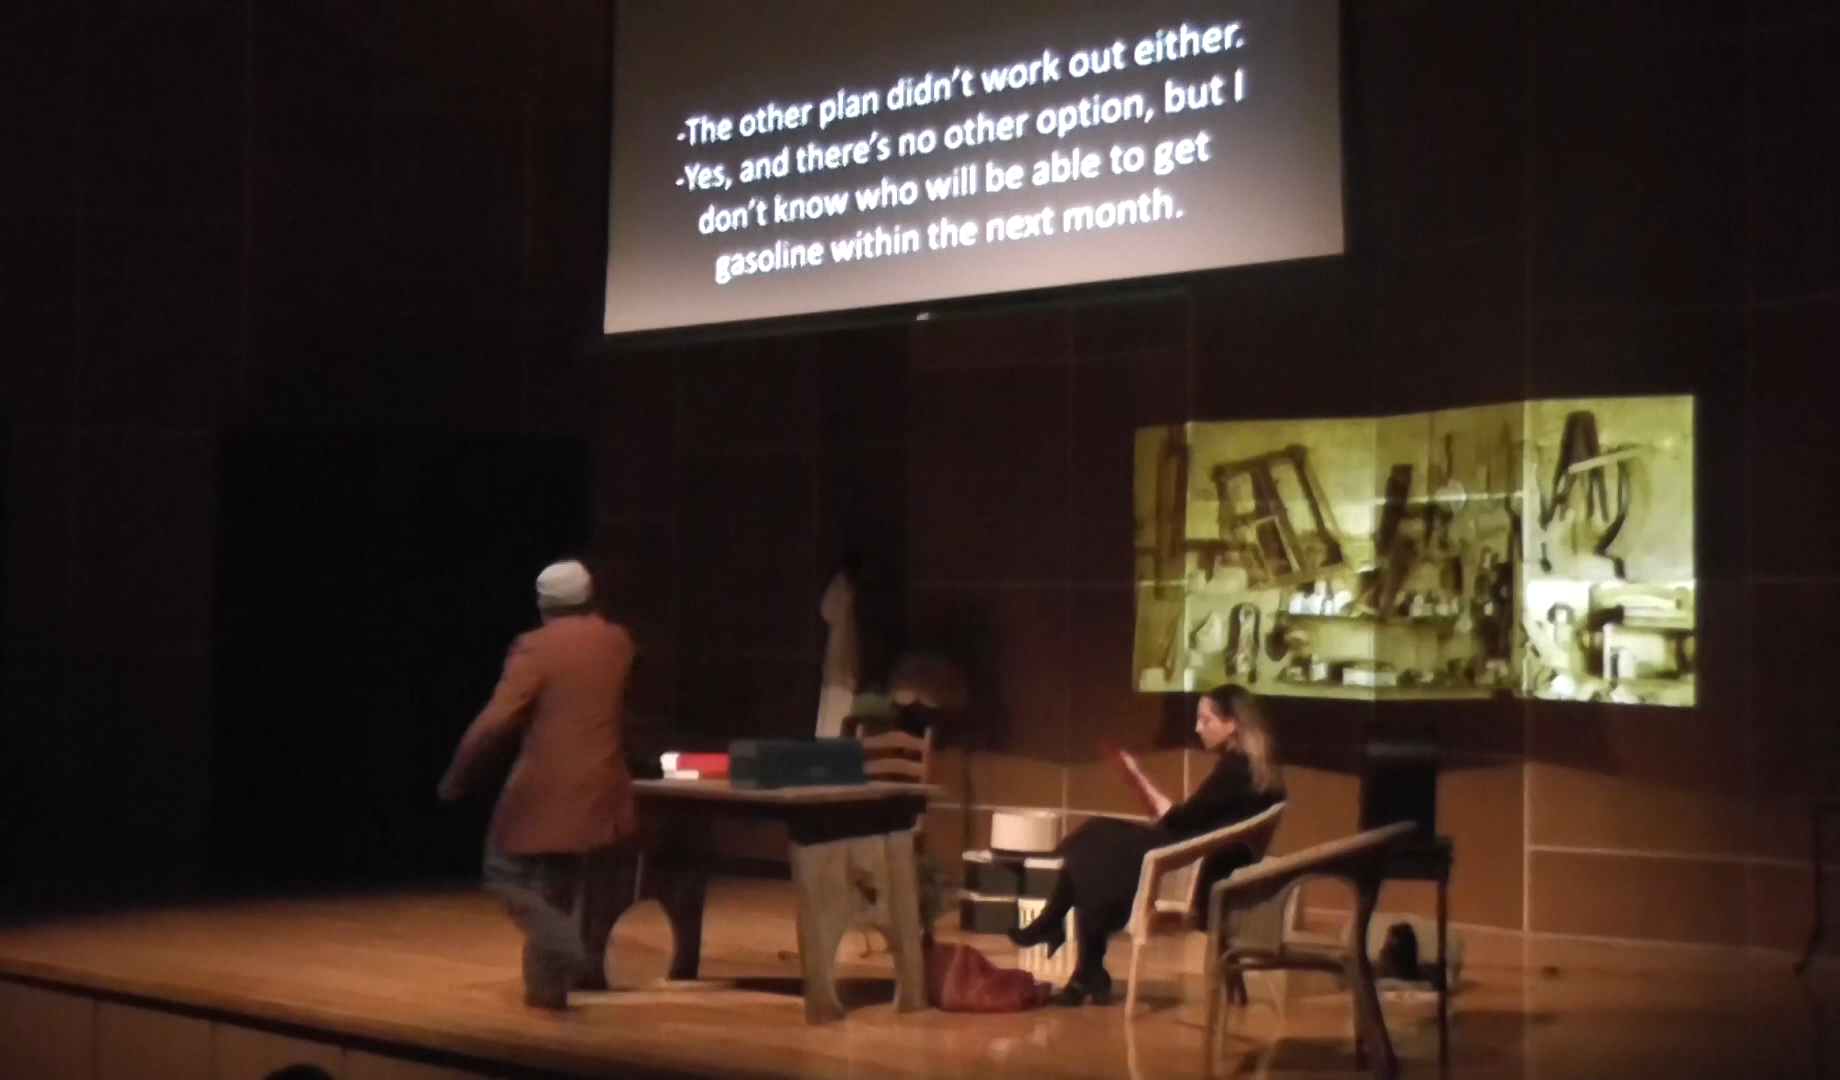 -The other plan didn't work out either.
-Yes, and there's no other option, but I
don't know who will be able to get
gasoline within the next month.